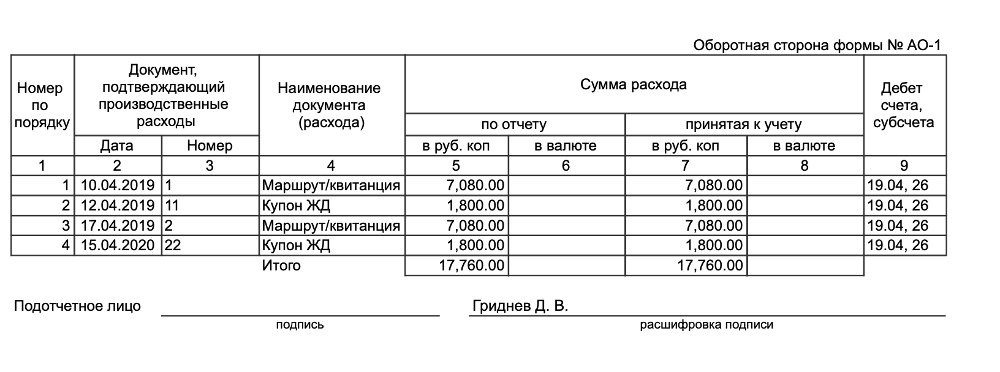 Оборотная сторона формы № АО-1
Номер по порядку
Документ, подтверждающий производственные расходы
Наименование документа (расхода)
Сумма расхода
Дебет счета, субсчета
по отчету принятая к учету
Дата Номер в руб. коп в валюте в руб. коп в валюте
1 2 3 4 5 6 7 8 9
1 10.04.2019 1 Маршрут/квитанция 7,080.00 7,080.00 19.04, 26
2 12.04.2019 11 Купон ЖД 1,800.00 1,800.00 19.04, 26
3 17.04.2019 2 Маршрут/квитанция 7,080.00 7,080.00 19.04, 26
4 15.04.2020 22 Купон ЖД 1,800.00 1,800.00 19.04, 26
Итого 17,760.00 17,760.00
Подотчетное лицо Гриднев Д. В.
подпись расшифровка подписи